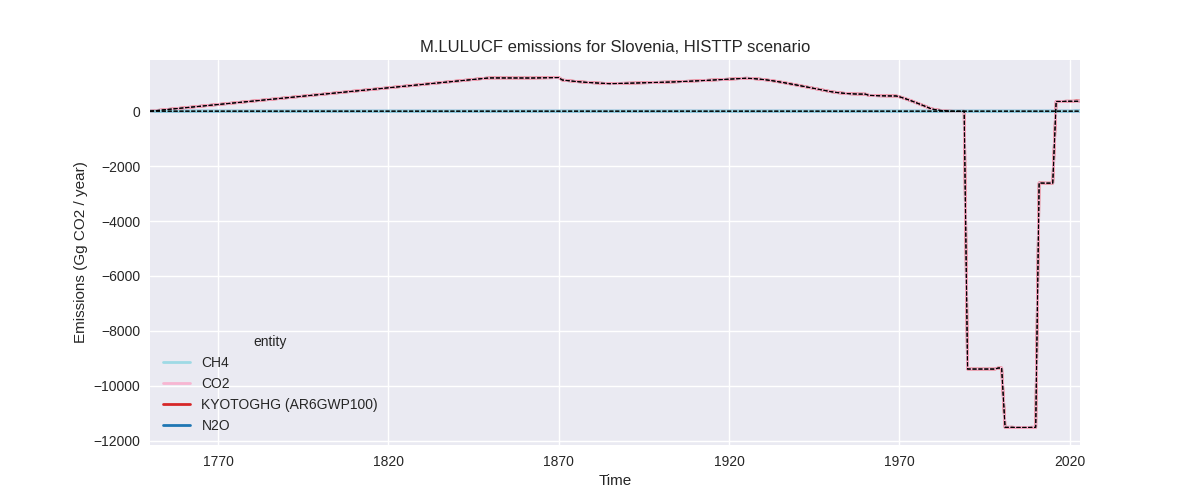 M.LULUCF emissions for Slovenia, HISTTP scenario
Emissions (Gg CO2 / year)
0
−2000
−4000
−6000
−8000
−10000
−12000
entity
CH4
CO2
KYOTOGHG (AR6GWP100)
N2O
1770
1820
1870
1920
1970
2020
Time